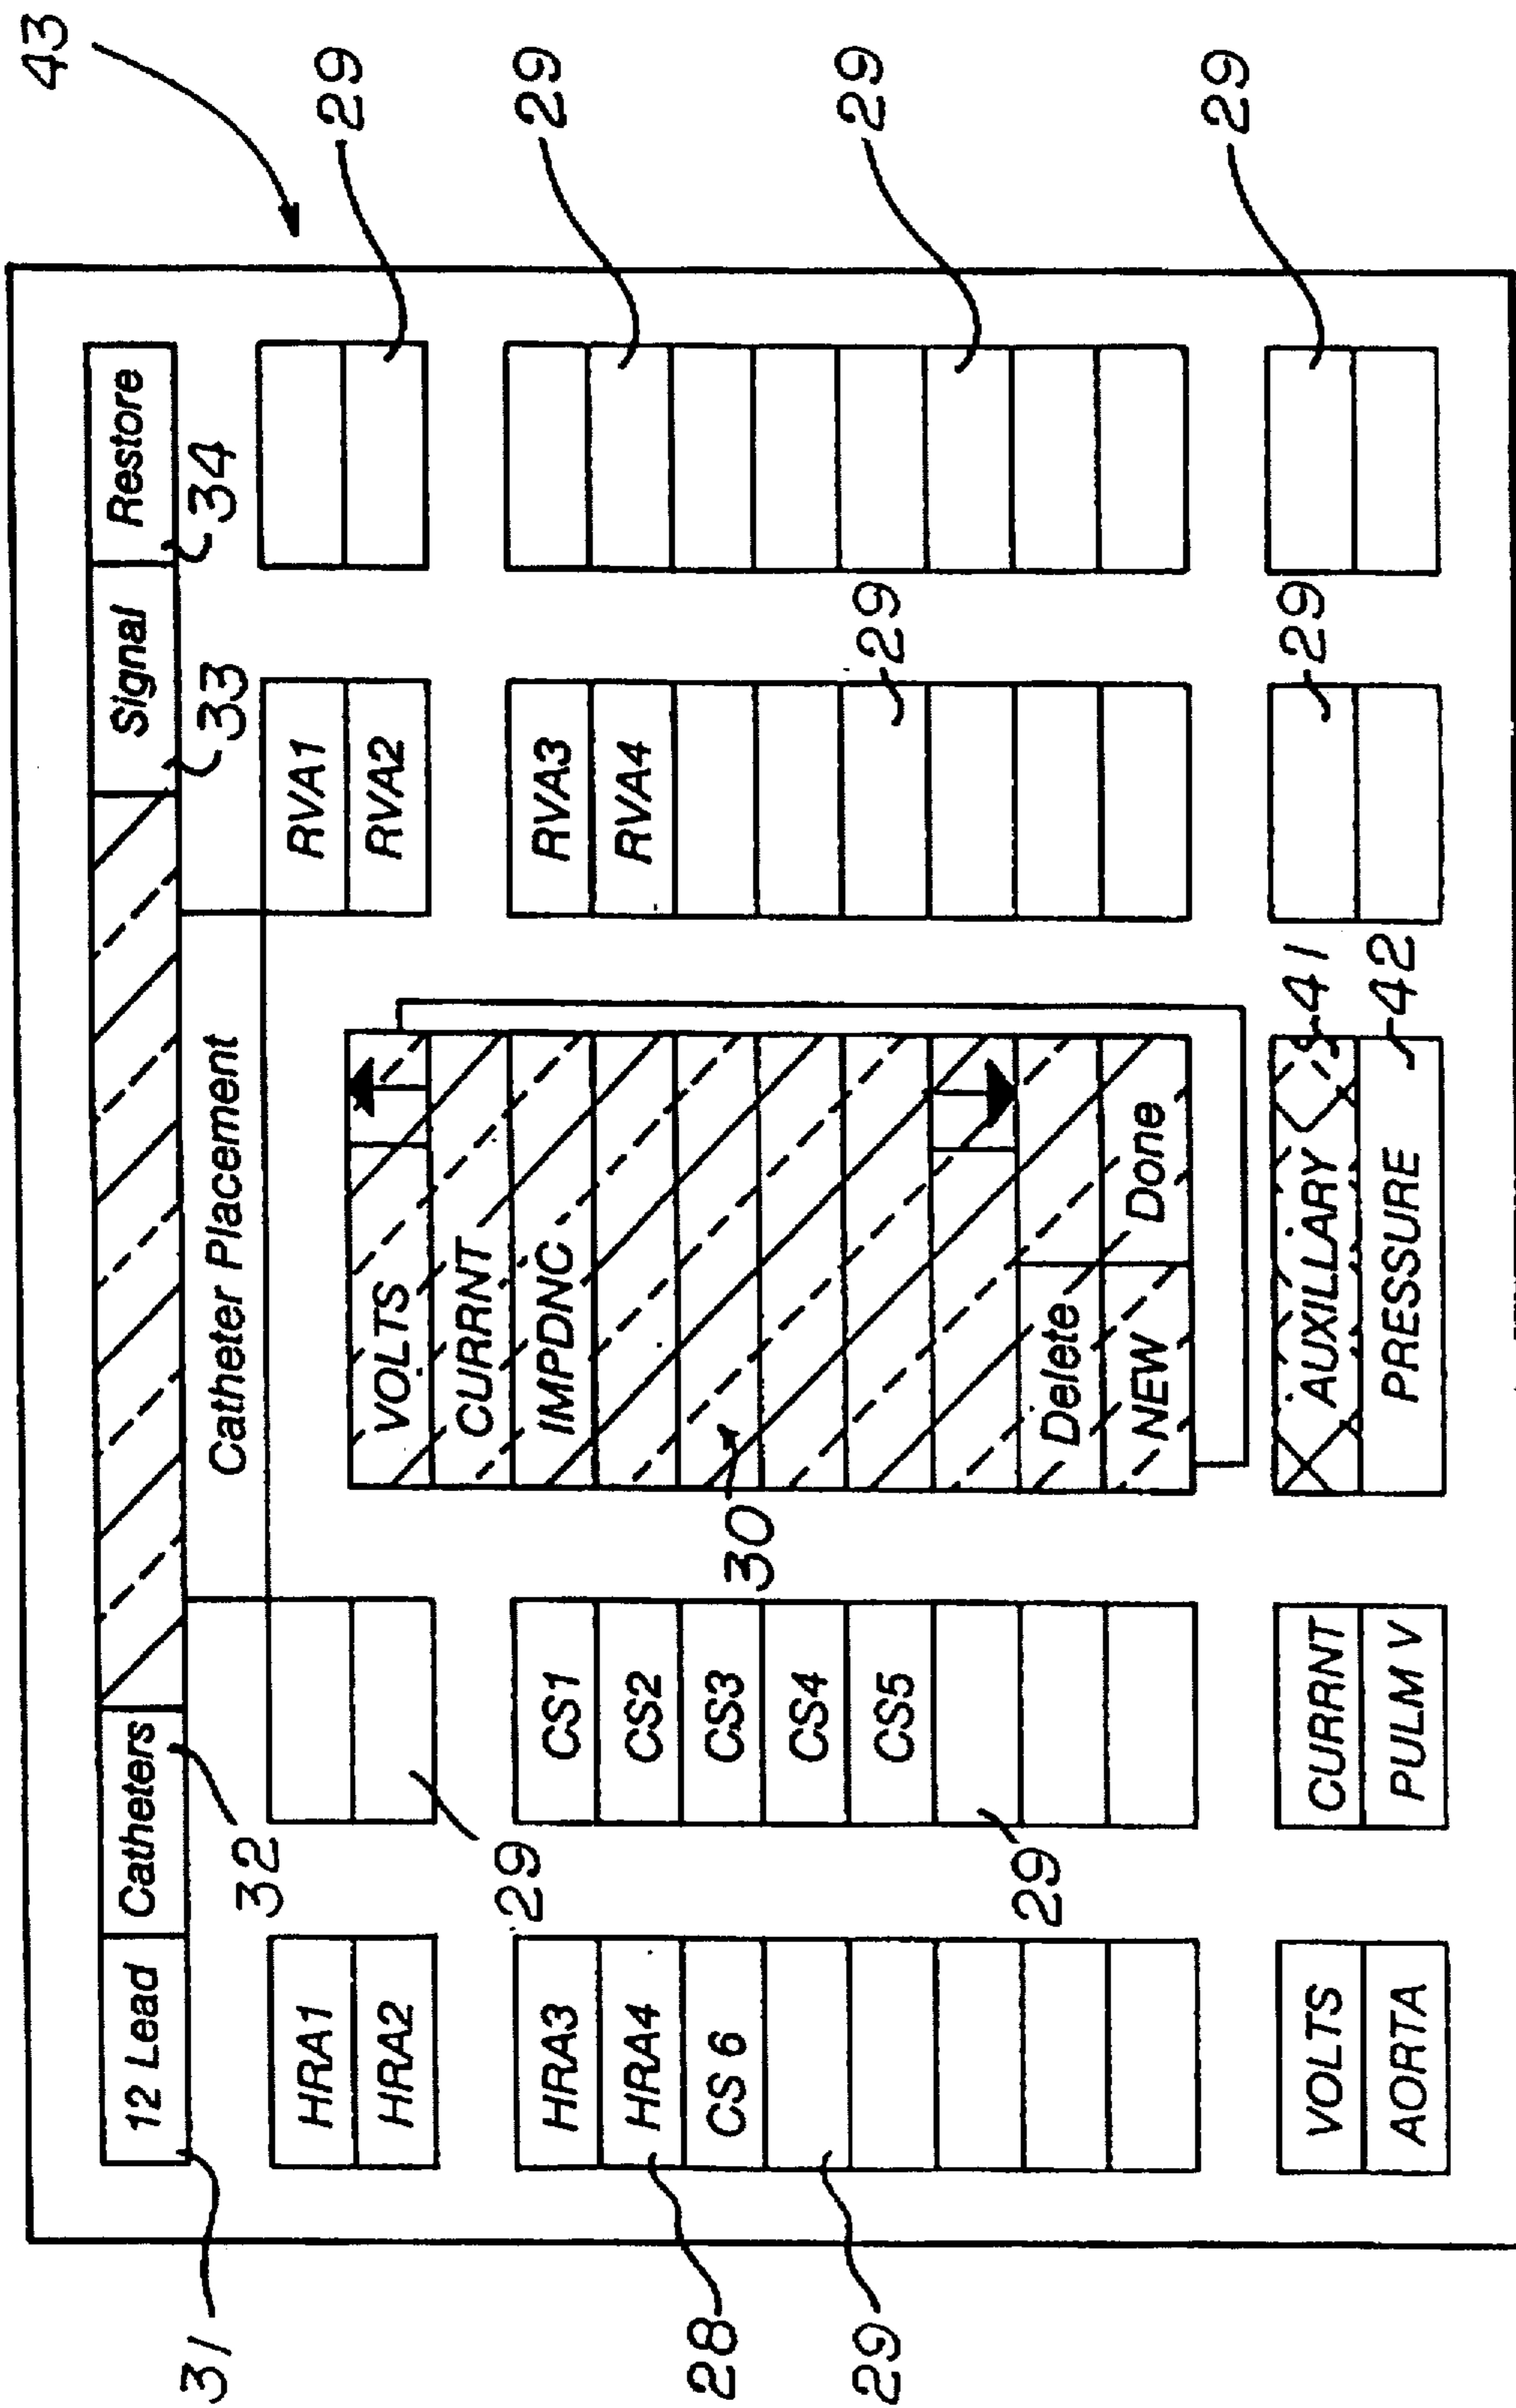 43
12 Lead Catheters Signal Restore
31 32 33 34
Catheter Placement
HRA1 RVA1 29
HRA2 29 RVA2
HRA3 CS1 RVA3 29
HRA4 CS2 RVA4
CS 6 CS3
CS4
CS5
28
29
29
29
29
VOLTS
CURRNT
IMPDNC
30
Delete
NEW Done
VOLTS CURRNT AUXILLARY 41 29 29
AORTA PULM V PRESSURE 42